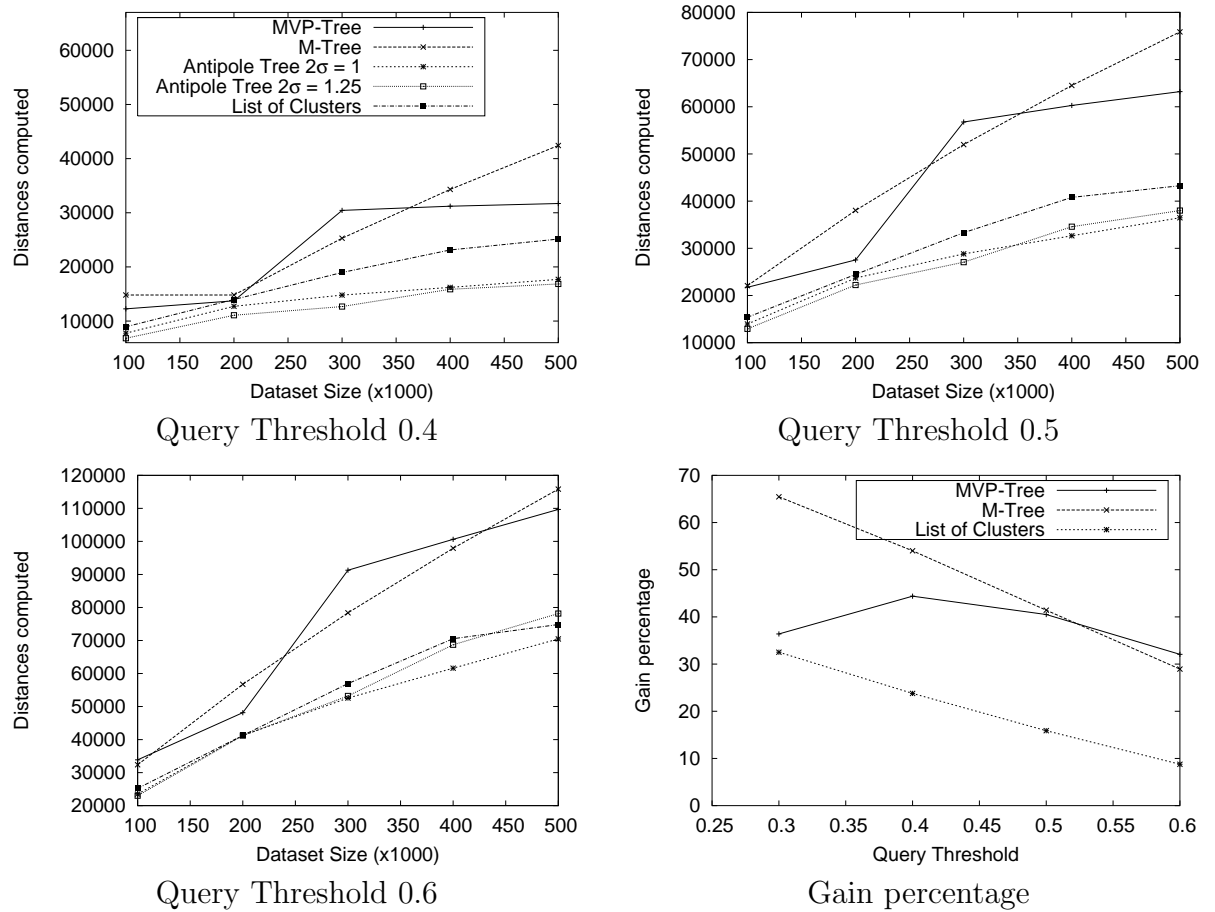 MVP-Tree
M-Tree
Antipole Tree 2σ = 1
Antipole Tree 2σ = 1.25
List of Clusters
60000
50000
40000
30000
20000
10000
Distances computed
100 150 200 250 300 350 400 450 500
Dataset Size (x1000)
Query Threshold 0.4
80000
70000
60000
50000
40000
30000
20000
10000
Distances computed
100 150 200 250 300 350 400 450 500
Dataset Size (x1000)
Query Threshold 0.5
120000
110000
100000
90000
80000
70000
60000
50000
40000
30000
20000
Distances computed
100 150 200 250 300 350 400 450 500
Dataset Size (x1000)
Query Threshold 0.6
MVP-Tree
M-Tree
List of Clusters
70
60
50
40
30
20
10
0
Gain percentage
0.25 0.3 0.35 0.4 0.45 0.5 0.55 0.6
Query Threshold
Gain percentage